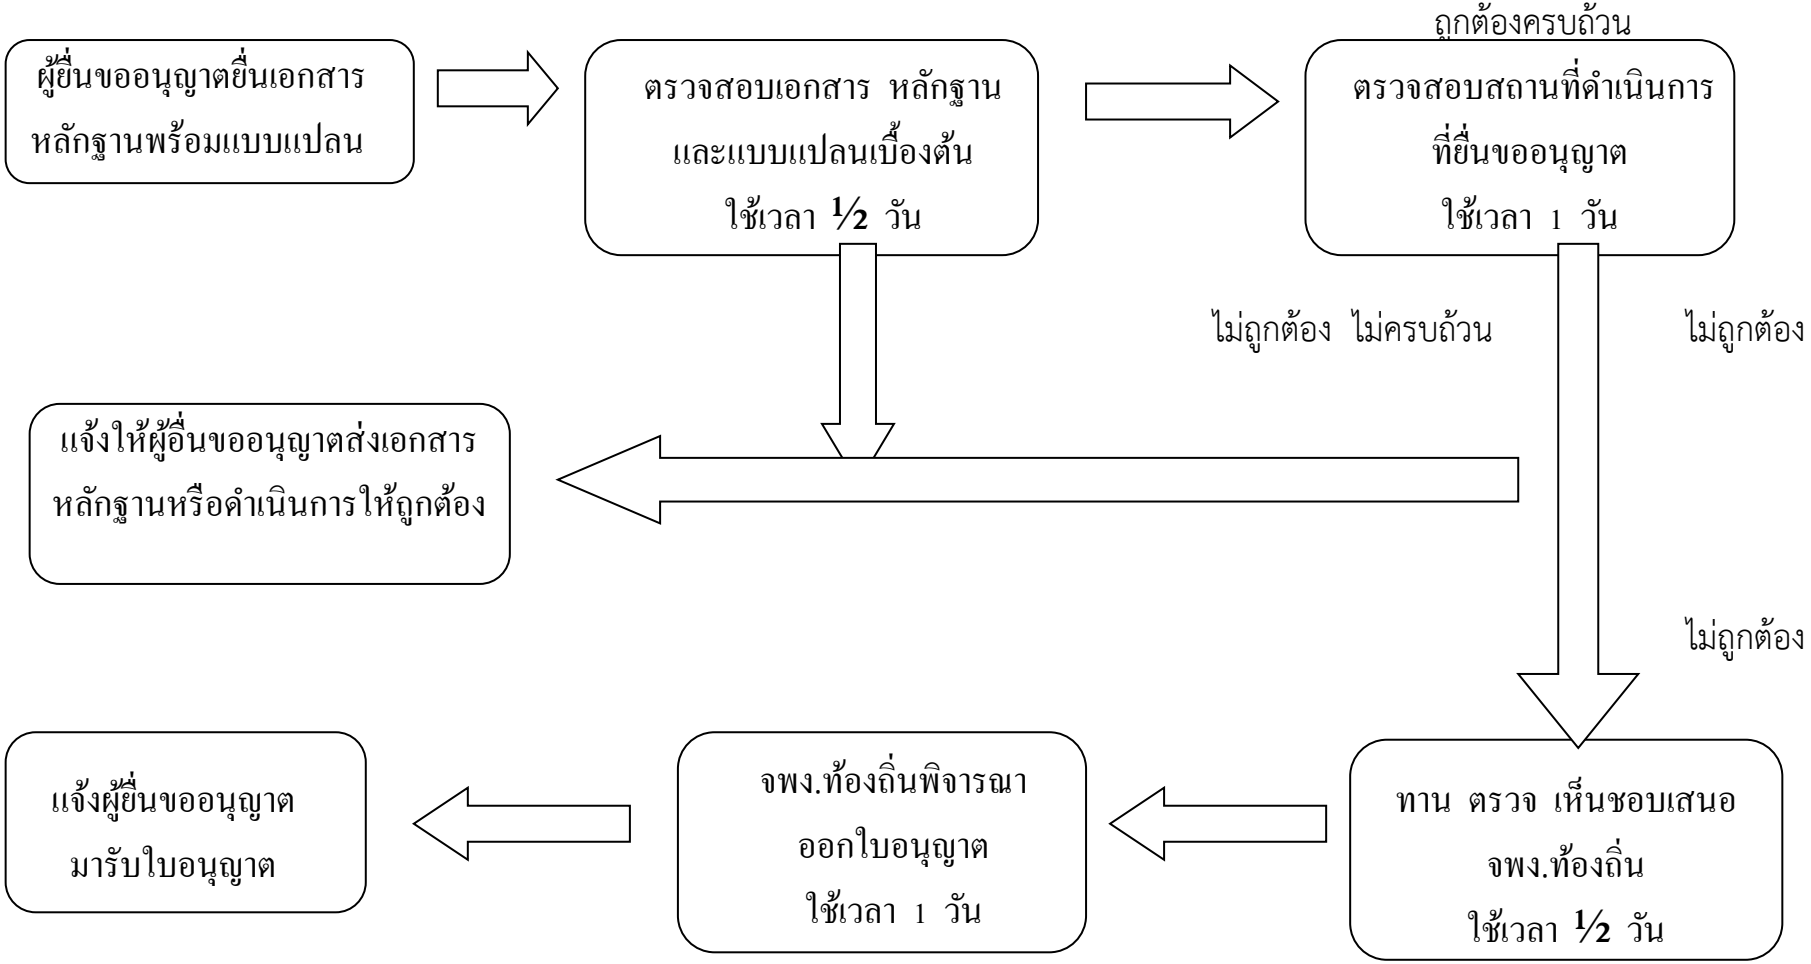 ถูกต้องครบถ้วน
ผู้ยื่นขออนุญาตยื่นเอกสาร
หลักฐานพร้อมแบบแปลน
ตรวจสอบเอกสาร หลักฐาน
และแบบแปลนเบื้องต้น
ใช้เวลา ½ วัน
ตรวจสอบสถานที่ดำเนินการ
ที่ยื่นขออนุญาต
ใช้เวลา 1 วัน
ไม่ถูกต้อง ไม่ครบถ้วน
ไม่ถูกต้อง
แจ้งให้ผู้อื่นขออนุญาตส่งเอกสาร
หลักฐานหรือดำเนินการให้ถูกต้อง
ไม่ถูกต้อง
แจ้งผู้ยื่นขออนุญาต
มารับใบอนุญาต
จพง.ท้องถิ่นพิจารณา
ออกใบอนุญาต
ใช้เวลา 1 วัน
ทาน ตรวจ เห็นชอบเสนอ
จพง.ท้องถิ่น
ใช้เวลา ½ วัน